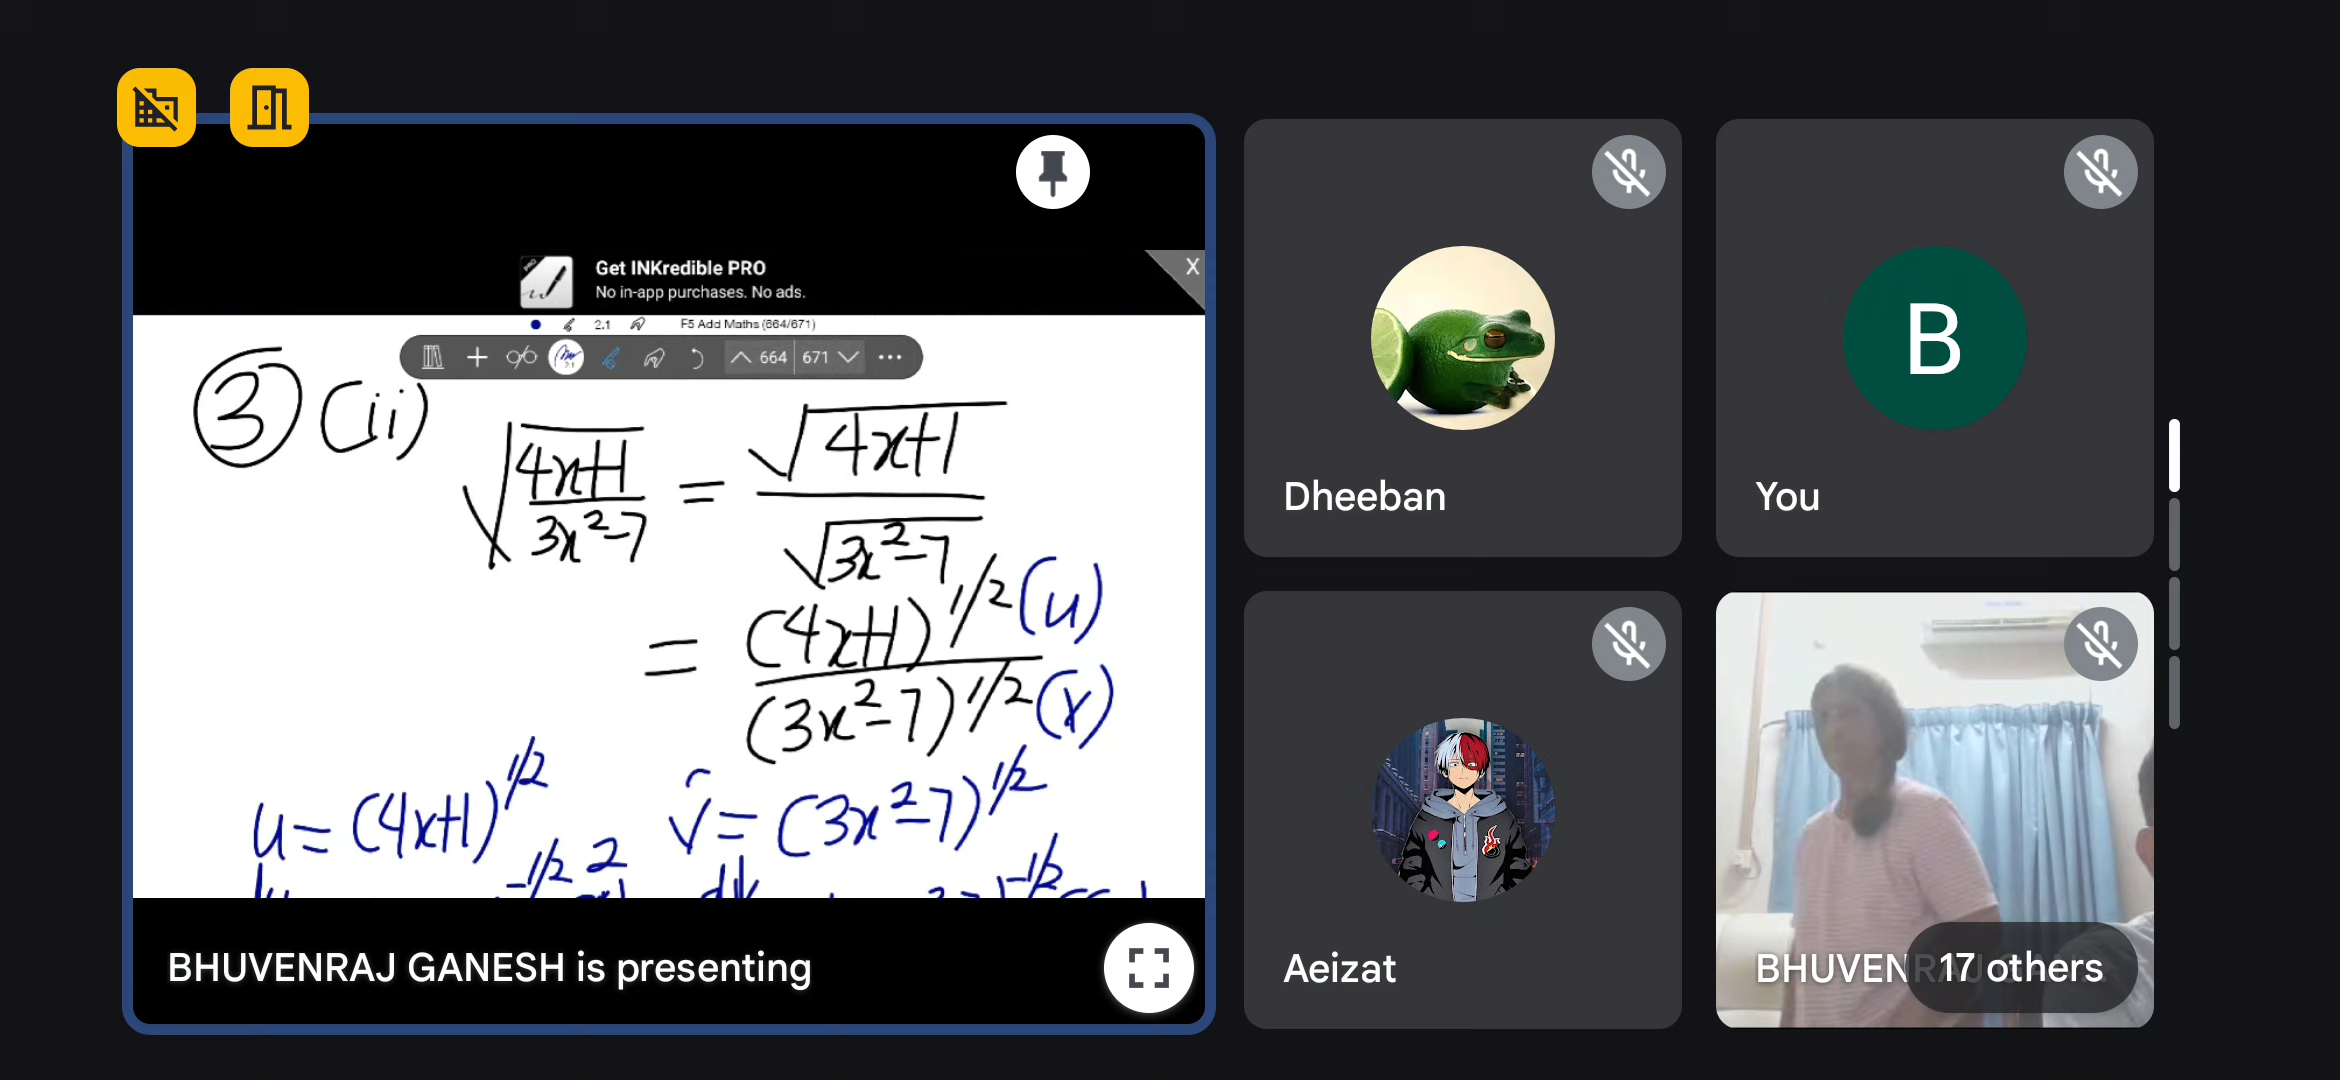 Get INKredible PRO
X
No in-app purchases. No ads.
2.1 F5 Add Maths (664/671)
664 671
3 (ii)
√(4x+1 / 3x²-7) = √4x+1 / √3x²-7
= (4x+1)^1/2 (u) / (3x²-7)^1/2 (v)
u = (4x+1)^1/2 v = (3x²-7)^1/2
BHUVENRAJ GANESH is presenting
Dheeban
B
You
Aeizat
BHUVEN
17 others